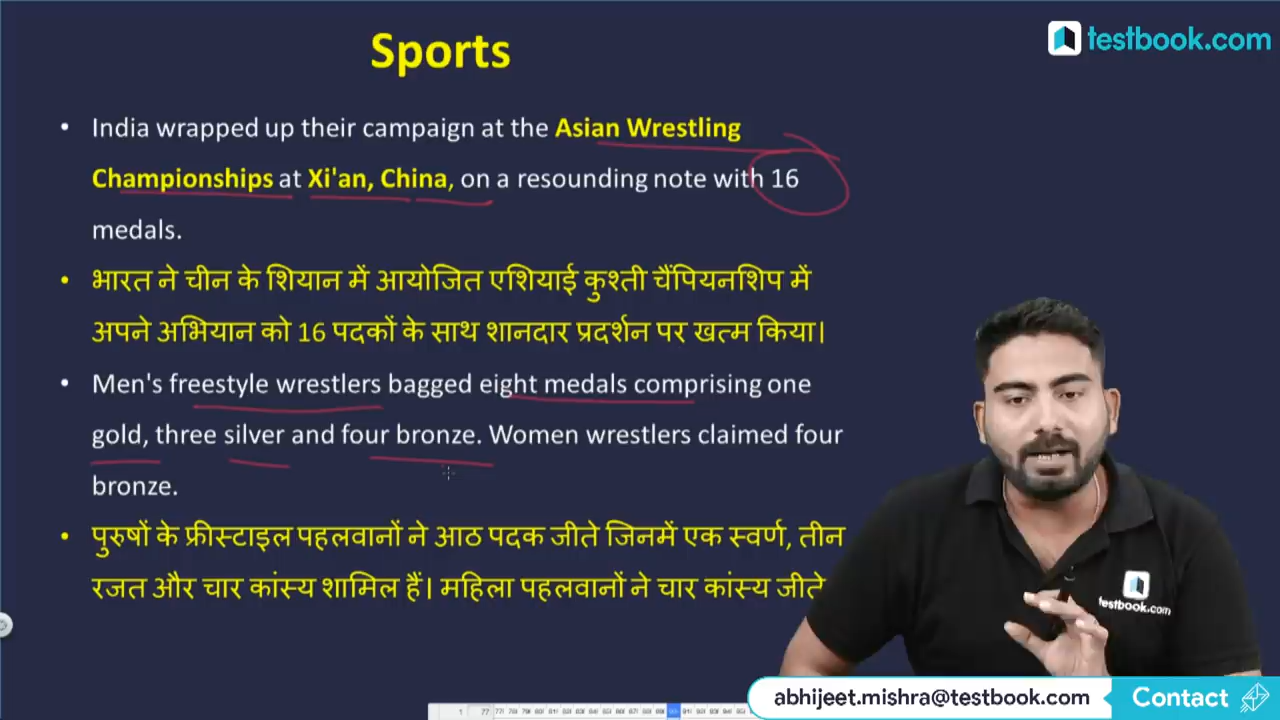 Sports
testbook.com
• India wrapped up their campaign at the Asian Wrestling
Championships at Xi'an, China, on a resounding note with 16
medals.
• भारत ने चीन के शियान में आयोजित एशियाई कुश्ती चैंपियनशिप में
अपने अभियान को 16 पदकों के साथ शानदार प्रदर्शन पर खत्म किया।
• Men's freestyle wrestlers bagged eight medals comprising one
gold, three silver and four bronze. Women wrestlers claimed four
bronze.
• पुरुषों के फ्रीस्टाइल पहलवानों ने आठ पदक जीते जिनमें एक स्वर्ण, तीन
रजत और चार कांस्य शामिल हैं। महिला पहलवानों ने चार कांस्य जीते
testbook.com
abhijeet.mishra@testbook.com Contact
1 77